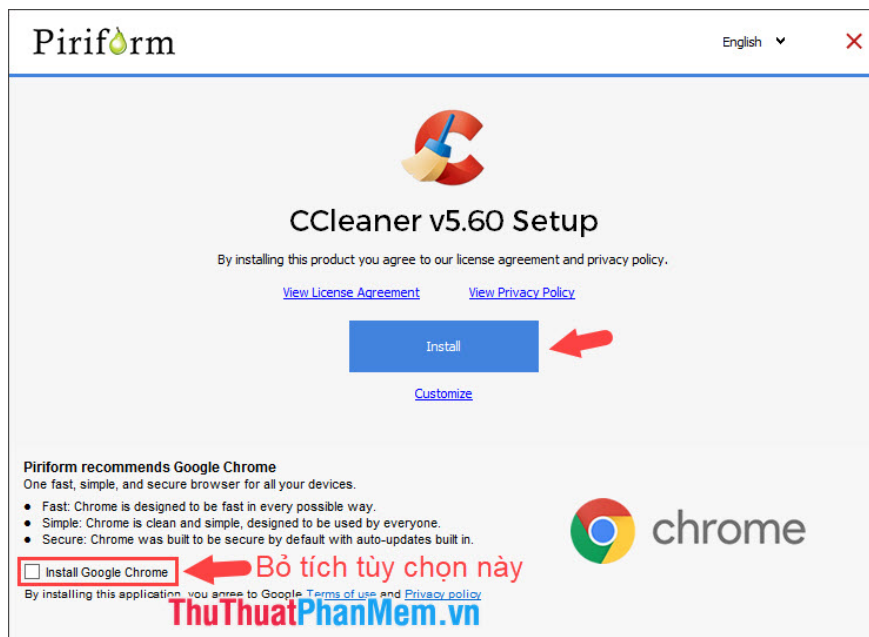 Piriform
English
CCleaner v5.60 Setup
By installing this product you agree to our license agreement and privacy policy.
View License Agreement View Privacy Policy
Install
Customize
Piriform recommends Google Chrome
One fast, simple, and secure browser for all your devices.
• Fast: Chrome is designed to be fast in every possible way.
• Simple: Chrome is clean and simple, designed to be used by everyone.
• Secure: Chrome was built to be secure by default with auto-updates built in.
chrome
Install Google Chrome
Bỏ tích tùy chọn này
By installing this application, you agree to Google Terms of use and Privacy policy
ThuThuatPhanMem.vn